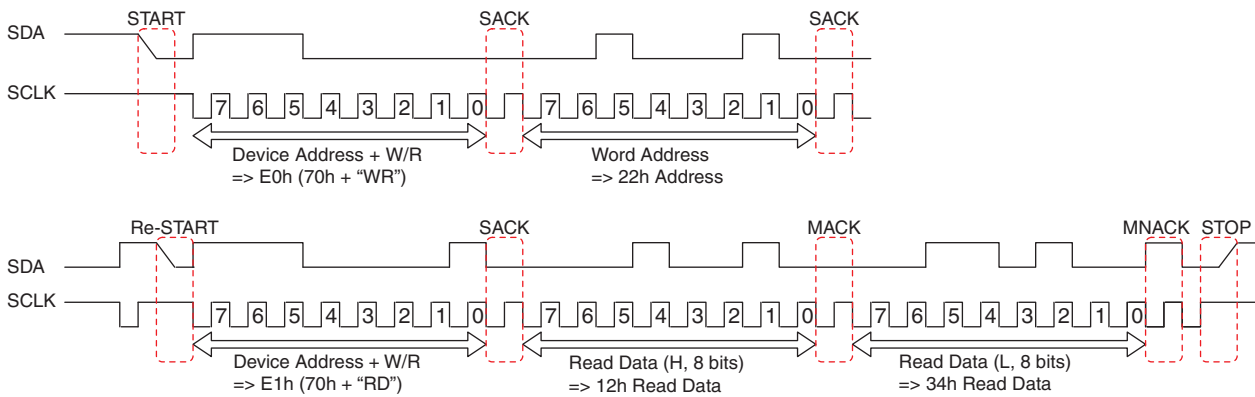 START SACK SACK
SDA
SCLK
7 6 5 4 3 2 1 0 7 6 5 4 3 2 1 0
Device Address + W/R Word Address
=> E0h (70h + “WR”) => 22h Address
Re-START SACK MACK MNACK STOP
SDA
SCLK
7 6 5 4 3 2 1 0 7 6 5 4 3 2 1 0 7 6 5 4 3 2 1 0
Device Address + W/R Read Data (H, 8 bits) Read Data (L, 8 bits)
=> E1h (70h + “RD”) => 12h Read Data => 34h Read Data